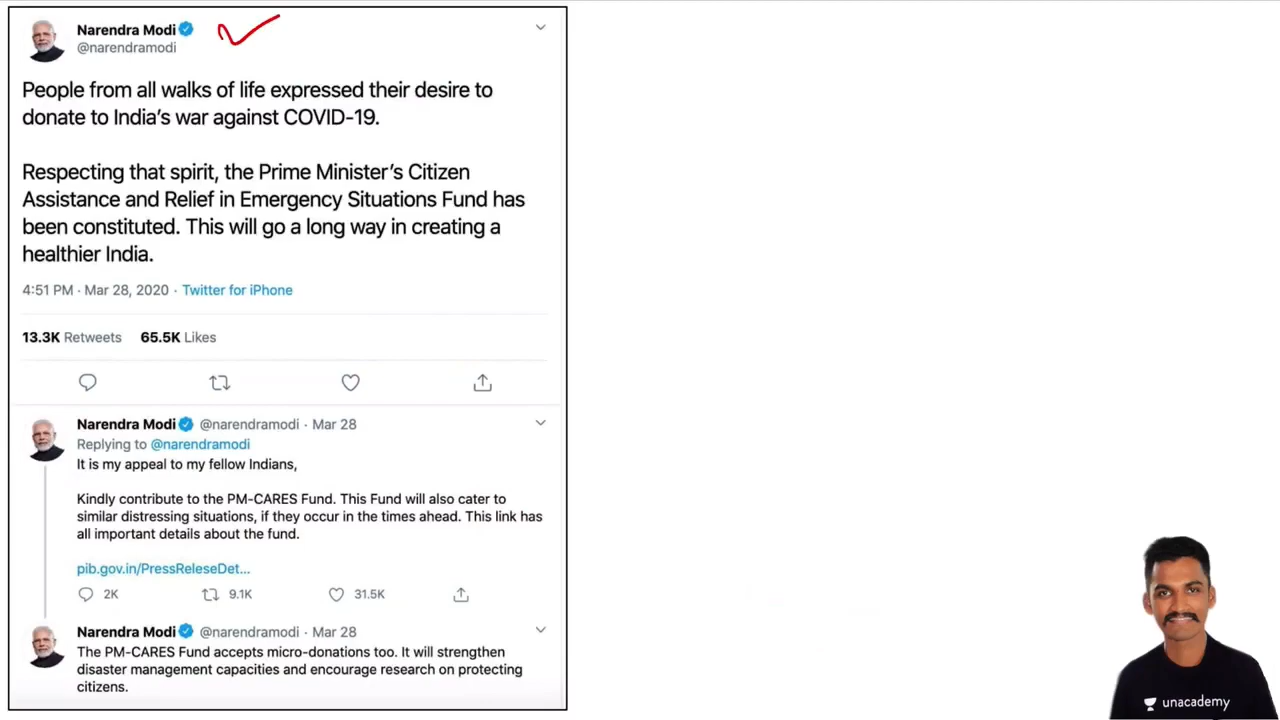 Narendra Modi
@narendramodi
People from all walks of life expressed their desire to
donate to India's war against COVID-19.
Respecting that spirit, the Prime Minister's Citizen
Assistance and Relief in Emergency Situations Fund has
been constituted. This will go a long way in creating a
healthier India.
4:51 PM · Mar 28, 2020 · Twitter for iPhone
13.3K Retweets 65.5K Likes
Narendra Modi @narendramodi · Mar 28
Replying to @narendramodi
It is my appeal to my fellow Indians,
Kindly contribute to the PM-CARES Fund. This Fund will also cater to
similar distressing situations, if they occur in the times ahead. This link has
all important details about the fund.
pib.gov.in/PressReleseDet...
2K 9.1K 31.5K
Narendra Modi @narendramodi · Mar 28
The PM-CARES Fund accepts micro-donations too. It will strengthen
disaster management capacities and encourage research on protecting
citizens.
unacademy